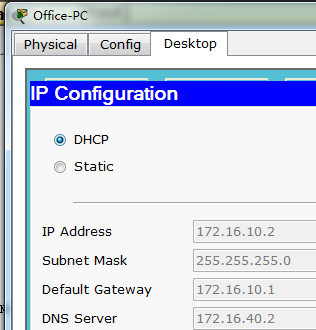 Office-PC
Physical Config Desktop
IP Configuration
DHCP
Static
IP Address 172.16.10.2
Subnet Mask 255.255.255.0
Default Gateway 172.16.10.1
DNS Server 172.16.40.2